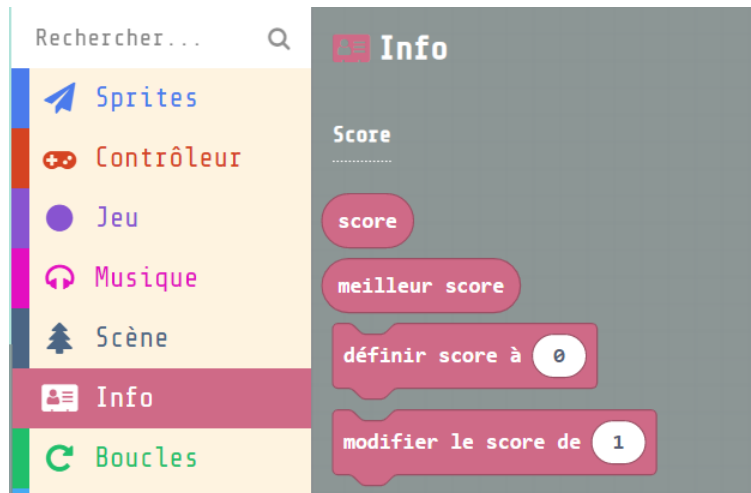 Rechercher...
Sprites
Contrôleur
Jeu
Musique
Scène
Info
Boucles
Info
Score
score
meilleur score
définir score à 0
modifier le score de 1